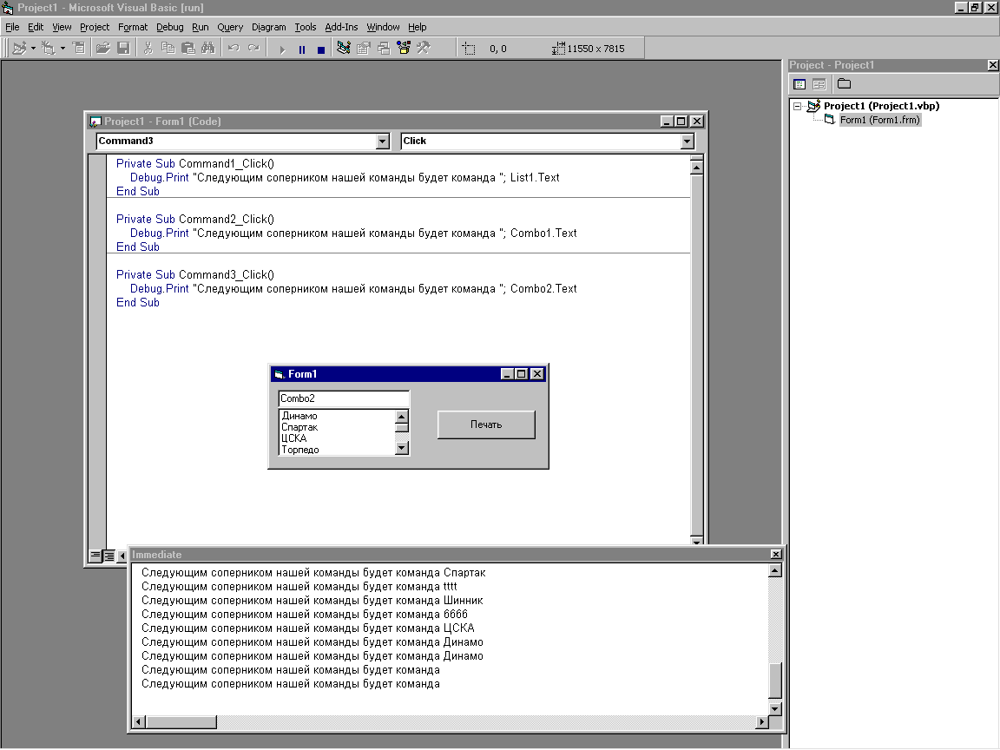 Project1 - Microsoft Visual Basic [run]
File Edit View Project Format Debug Run Query Diagram Tools Add-Ins Window Help
0, 0 11550 x 7815
Project - Project1
Project1 (Project1.vbp)
Form1 (Form1.frm)
Project1 - Form1 (Code)
Command3 Click
Private Sub Command1_Click()
Debug.Print "Следующим соперником нашей команды будет команда "; List1.Text
End Sub
Private Sub Command2_Click()
Debug.Print "Следующим соперником нашей команды будет команда "; Combo1.Text
End Sub
Private Sub Command3_Click()
Debug.Print "Следующим соперником нашей команды будет команда "; Combo2.Text
End Sub
Form1
Combo2
Динамо
Спартак
ЦСКА
Торпедо
Печать
Immediate
Следующим соперником нашей команды будет команда Спартак
Следующим соперником нашей команды будет команда tttt
Следующим соперником нашей команды будет команда Шинник
Следующим соперником нашей команды будет команда 6666
Следующим соперником нашей команды будет команда ЦСКА
Следующим соперником нашей команды будет команда Динамо
Следующим соперником нашей команды будет команда Динамо
Следующим соперником нашей команды будет команда
Следующим соперником нашей команды будет команда